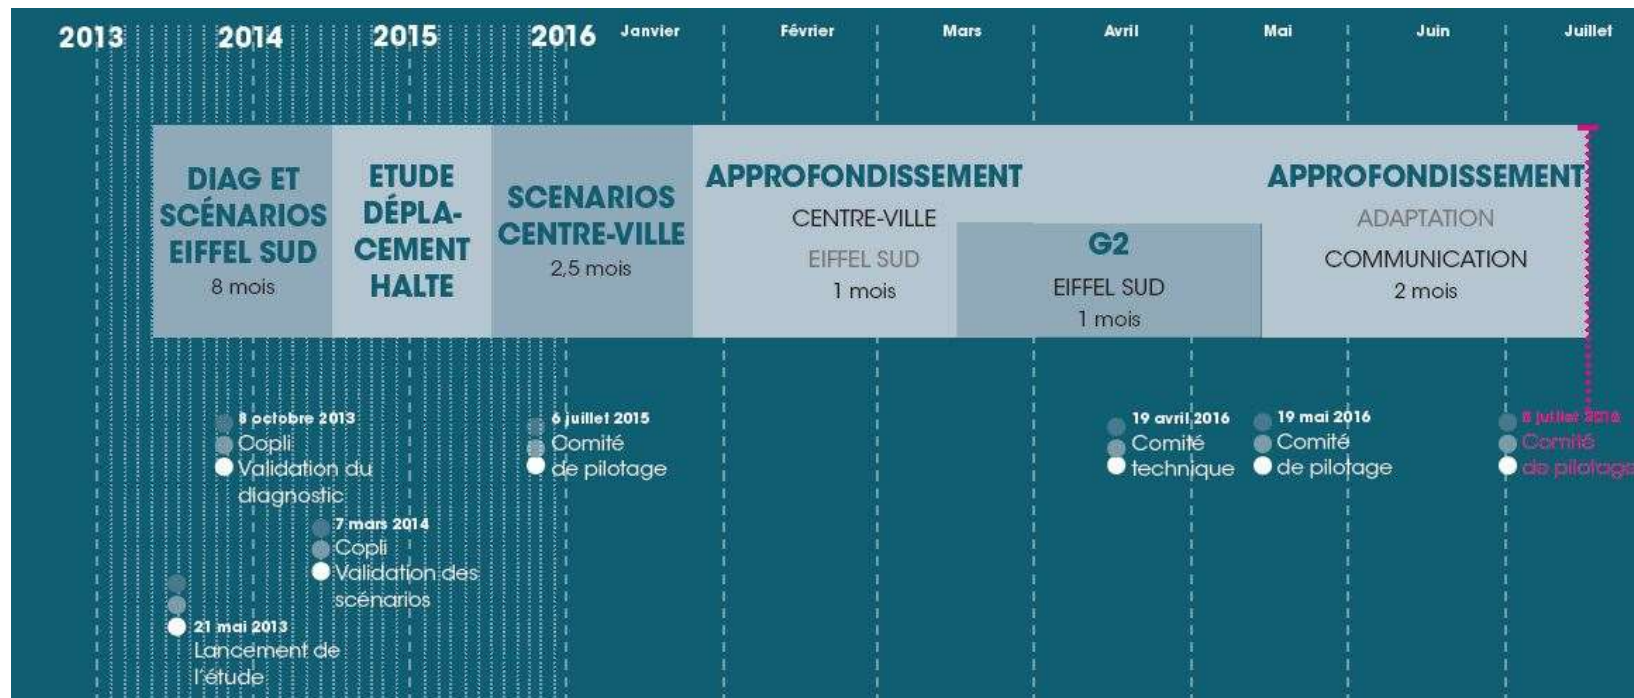 2013
2014
2015
2016
Janvier
Février
Mars
Avril
Mai
Juin
Juillet
DIAG ET
SCÉNARIOS
EIFFEL SUD
8 mois
ETUDE
DÉPLA-
CEMENT
HALTE
SCENARIOS
CENTRE-VILLE
2,5 mois
APPROFONDISSEMENT
CENTRE-VILLE
EIFFEL SUD
1 mois
G2
EIFFEL SUD
1 mois
APPROFONDISSEMENT
ADAPTATION
COMMUNICATION
2 mois
8 octobre 2013
Copli
Validation du
diagnostic
7 mars 2014
Copli
Validation des
scénarios
21 mai 2013
Lancement de
l'étude
6 juillet 2015
Comité
de pilotage
19 avril 2016
Comité
technique
19 mai 2016
Comité
de pilotage
8 juillet 2016
Comité
de pilotage